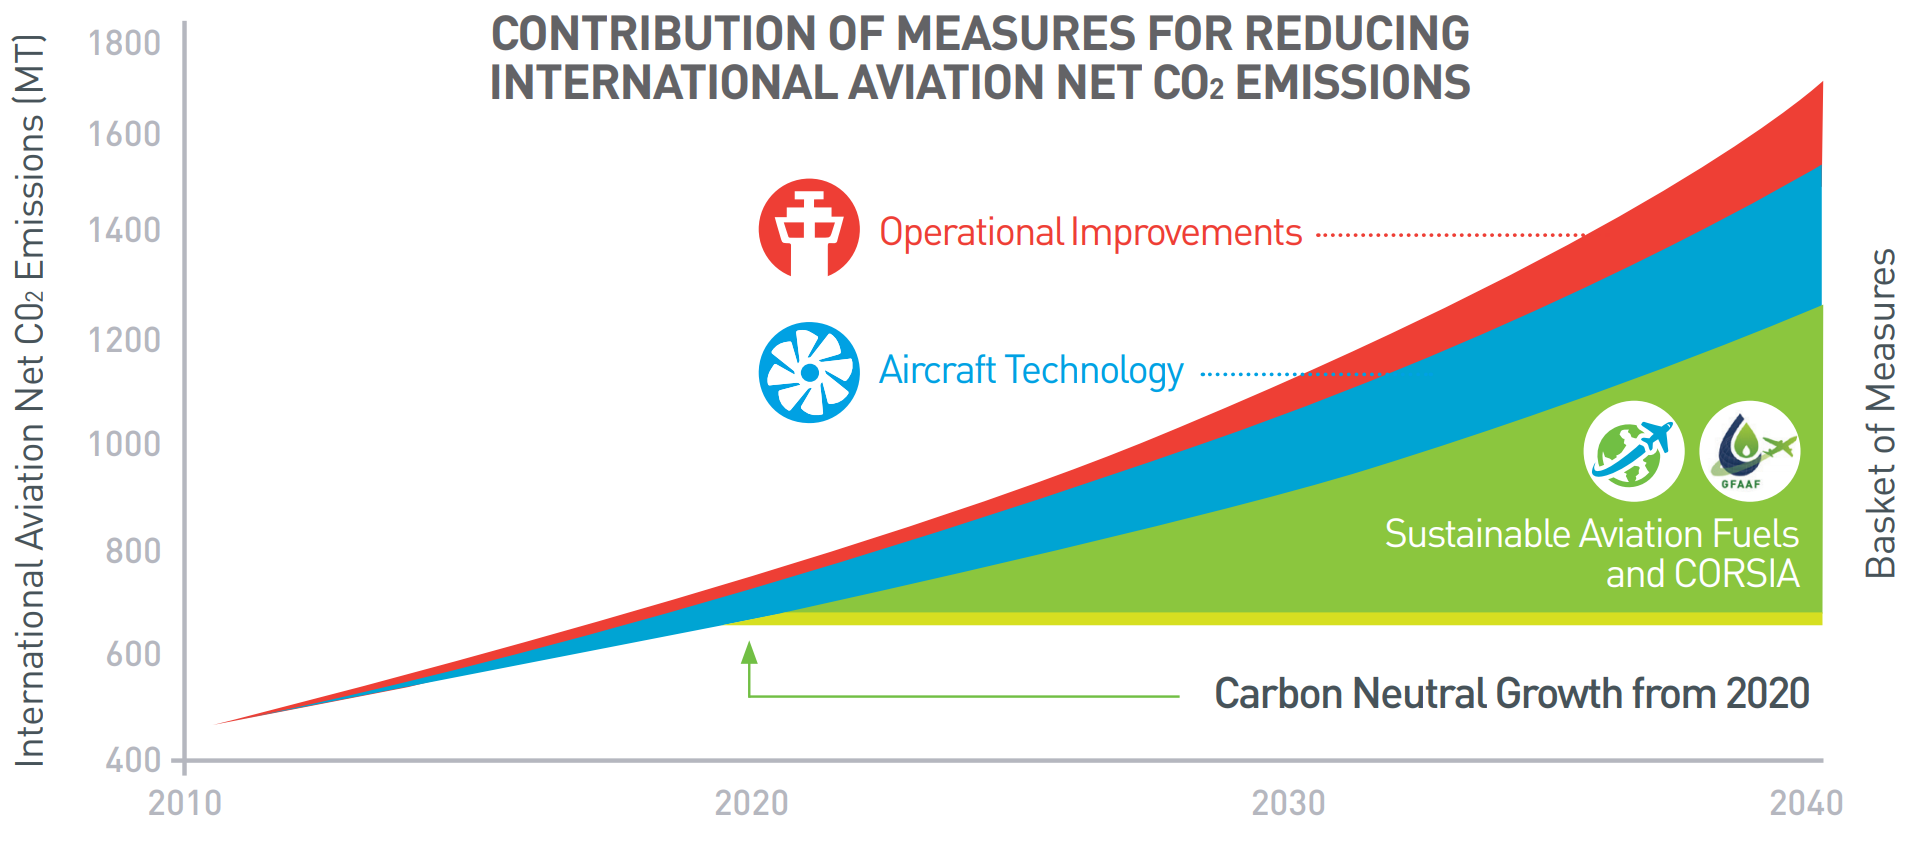 CONTRIBUTION OF MEASURES FOR REDUCING
INTERNATIONAL AVIATION NET CO₂ EMISSIONS
International Aviation Net CO₂ Emissions (MT)
1800
1600
1400
1200
1000
800
600
400
2010
2020
2030
2040
Operational Improvements
Aircraft Technology
GFAAF
Sustainable Aviation Fuels
and CORSIA
Carbon Neutral Growth from 2020
Basket of Measures